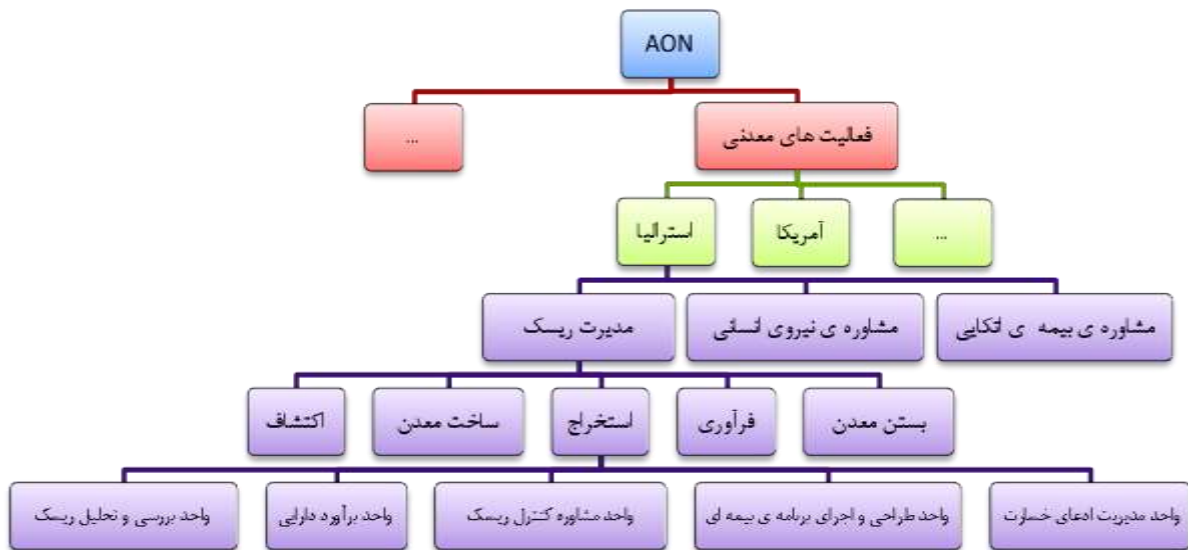 AON
فعالیت های معدنی
...
...
آمریکا
استرالیا
مشاوره ی بیمه ی اتکایی
مشاوره ی نیروی انسانی
مدیرت ریسک
بستن معدن
فرآوری
استخراج
ساخت معدن
اکتشاف
واحد مدیریت ادعای خسارت
واحد طراحی و اجرای برنامه ی بیمه ای
واحد مشاوره کنترل ریسک
واحد برآورد دارایی
واحد بررسی و تحلیل ریسک